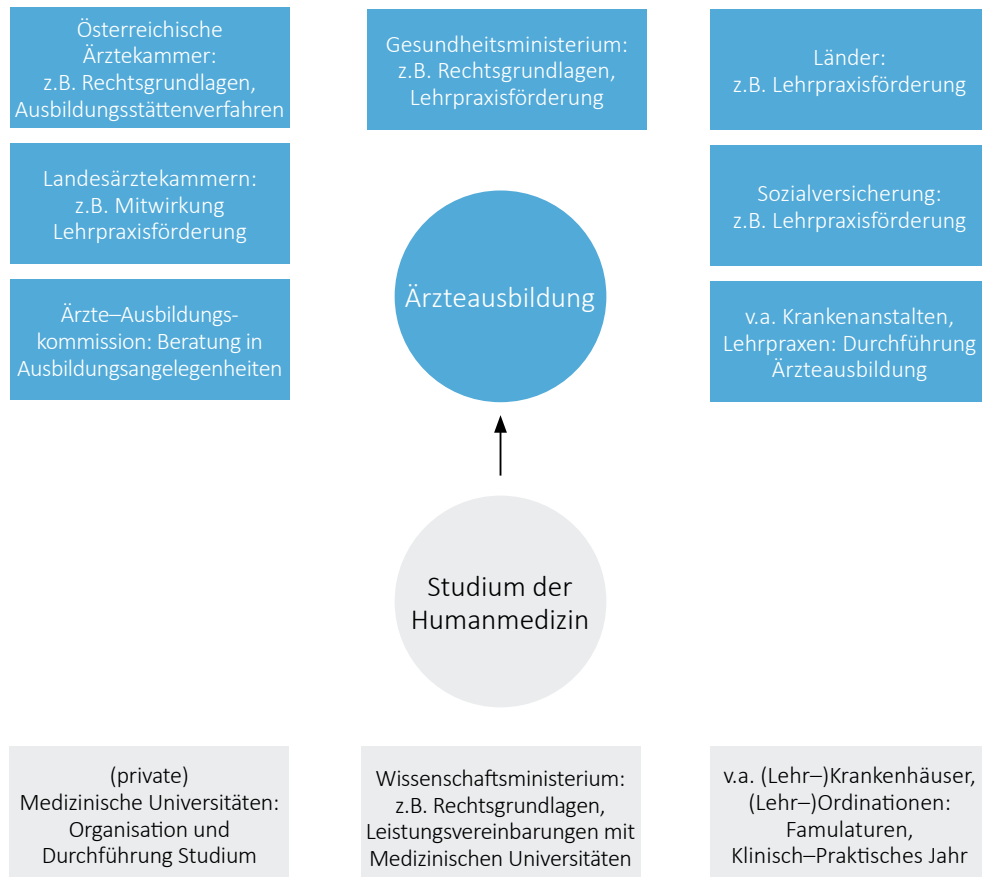 Österreichische
Ärztekammer:
z.B. Rechtsgrundlagen,
Ausbildungsstättenverfahren
Gesundheitsministerium:
z.B. Rechtsgrundlagen,
Lehrpraxisförderung
Länder:
z.B. Lehrpraxisförderung
Landesärztekammern:
z.B. Mitwirkung
Lehrpraxisförderung
Sozialversicherung:
z.B. Lehrpraxisförderung
Ärzteausbildung
Ärzte–Ausbildungs-
kommission: Beratung in
Ausbildungsangelegenheiten
v.a. Krankenanstalten,
Lehrpraxen: Durchführung
Ärzteausbildung
Studium der
Humanmedizin
(private)
Medizinische Universitäten:
Organisation und
Durchführung Studium
Wissenschaftsministerium:
z.B. Rechtsgrundlagen,
Leistungsvereinbarungen mit
Medizinischen Universitäten
v.a. (Lehr–)Krankenhäuser,
(Lehr–)Ordinationen:
Famulaturen,
Klinisch–Praktisches Jahr